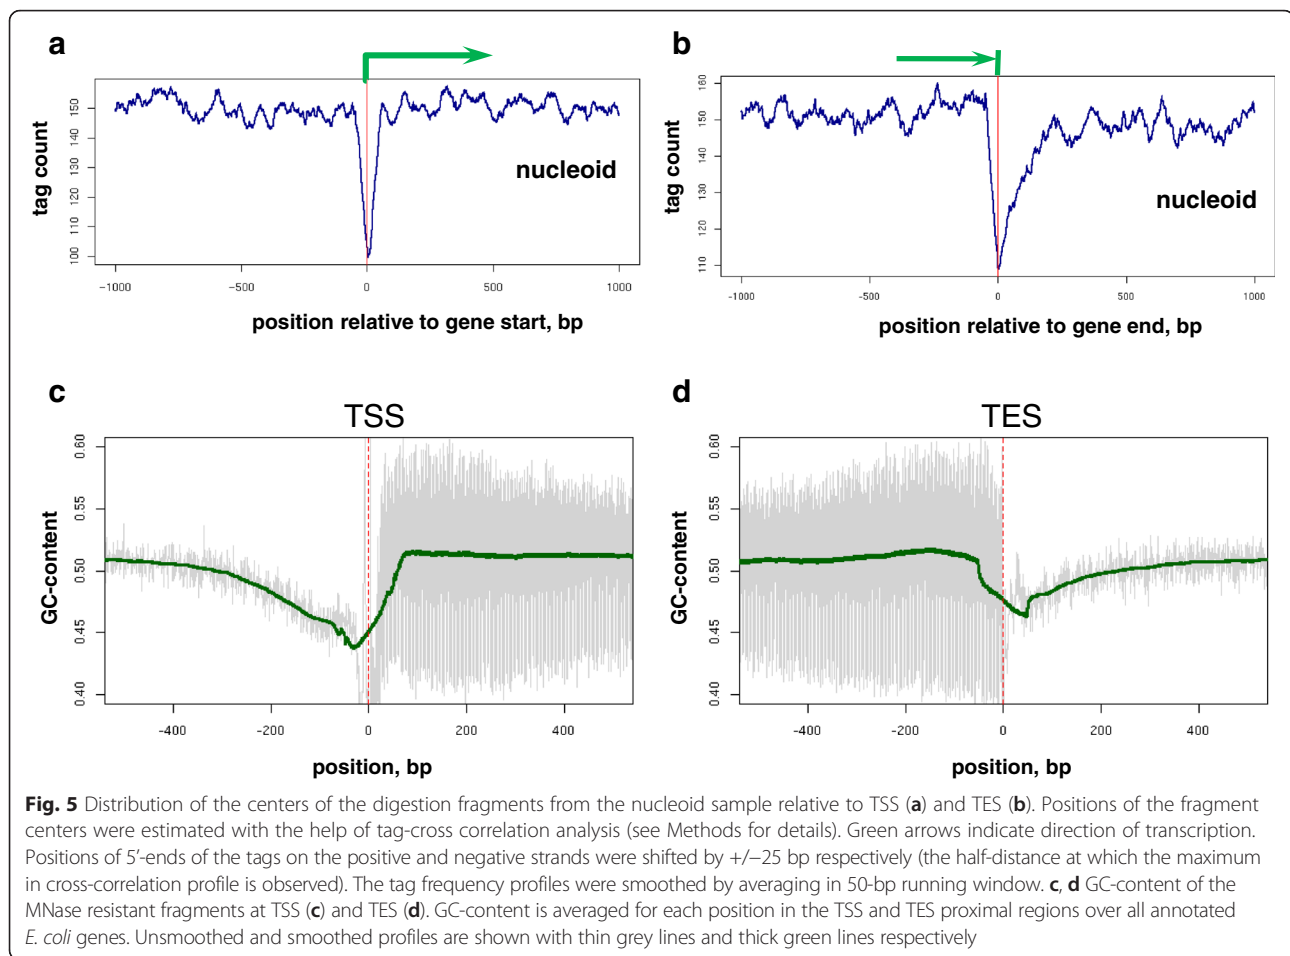 a
b
160
150
140
130
120
110
100
tag count
nucleoid
−1000
−500
0
500
1000
position relative to gene start, bp
160
150
140
130
120
110
tag count
nucleoid
-1000
-500
0
500
1000
position relative to gene end, bp
c
d
TSS
TES
0.60
0.55
0.50
0.45
0.40
GC-content
-400
-200
0
200
400
position, bp
0.60
0.55
0.50
0.45
0.40
GC-content
-400
-200
0
200
400
position, bp
Fig. 5 Distribution of the centers of the digestion fragments from the nucleoid sample relative to TSS (a) and TES (b). Positions of the fragment
centers were estimated with the help of tag-cross correlation analysis (see Methods for details). Green arrows indicate direction of transcription.
Positions of 5’-ends of the tags on the positive and negative strands were shifted by +/−25 bp respectively (the half-distance at which the maximum
in cross-correlation profile is observed). The tag frequency profiles were smoothed by averaging in 50-bp running window. c, d GC-content of the
MNase resistant fragments at TSS (c) and TES (d). GC-content is averaged for each position in the TSS and TES proximal regions over all annotated
E. coli genes. Unsmoothed and smoothed profiles are shown with thin grey lines and thick green lines respectively